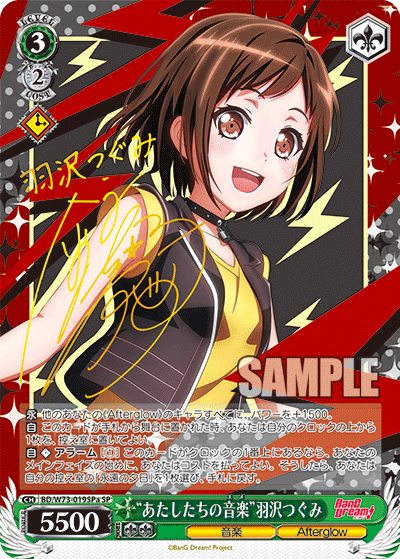 LEVEL
3
2
COST
羽沢つぐみ
SAMPLE
永 他のあなたの《Afterglow》のキャラすべてに、パワーを+1500。
自 このカードが手札から舞台に置かれた時、あなたは自分のクロックの上から
1枚を、控え室に置いてよい。
自 アラーム [(1)] このカードがクロックの1番上にあるなら、あなたの
メインフェイズの始めに、あなたはコストを払ってよい。そうしたら、あなたは
自分の控え室の「永遠の夕日」を1枚選び、手札に戻す。
CH BD/W73-019SPa SP
5500
“あたしたちの音楽”羽沢つぐみ
BanG Dream!
音楽
Afterglow
©BanG Dream! Project